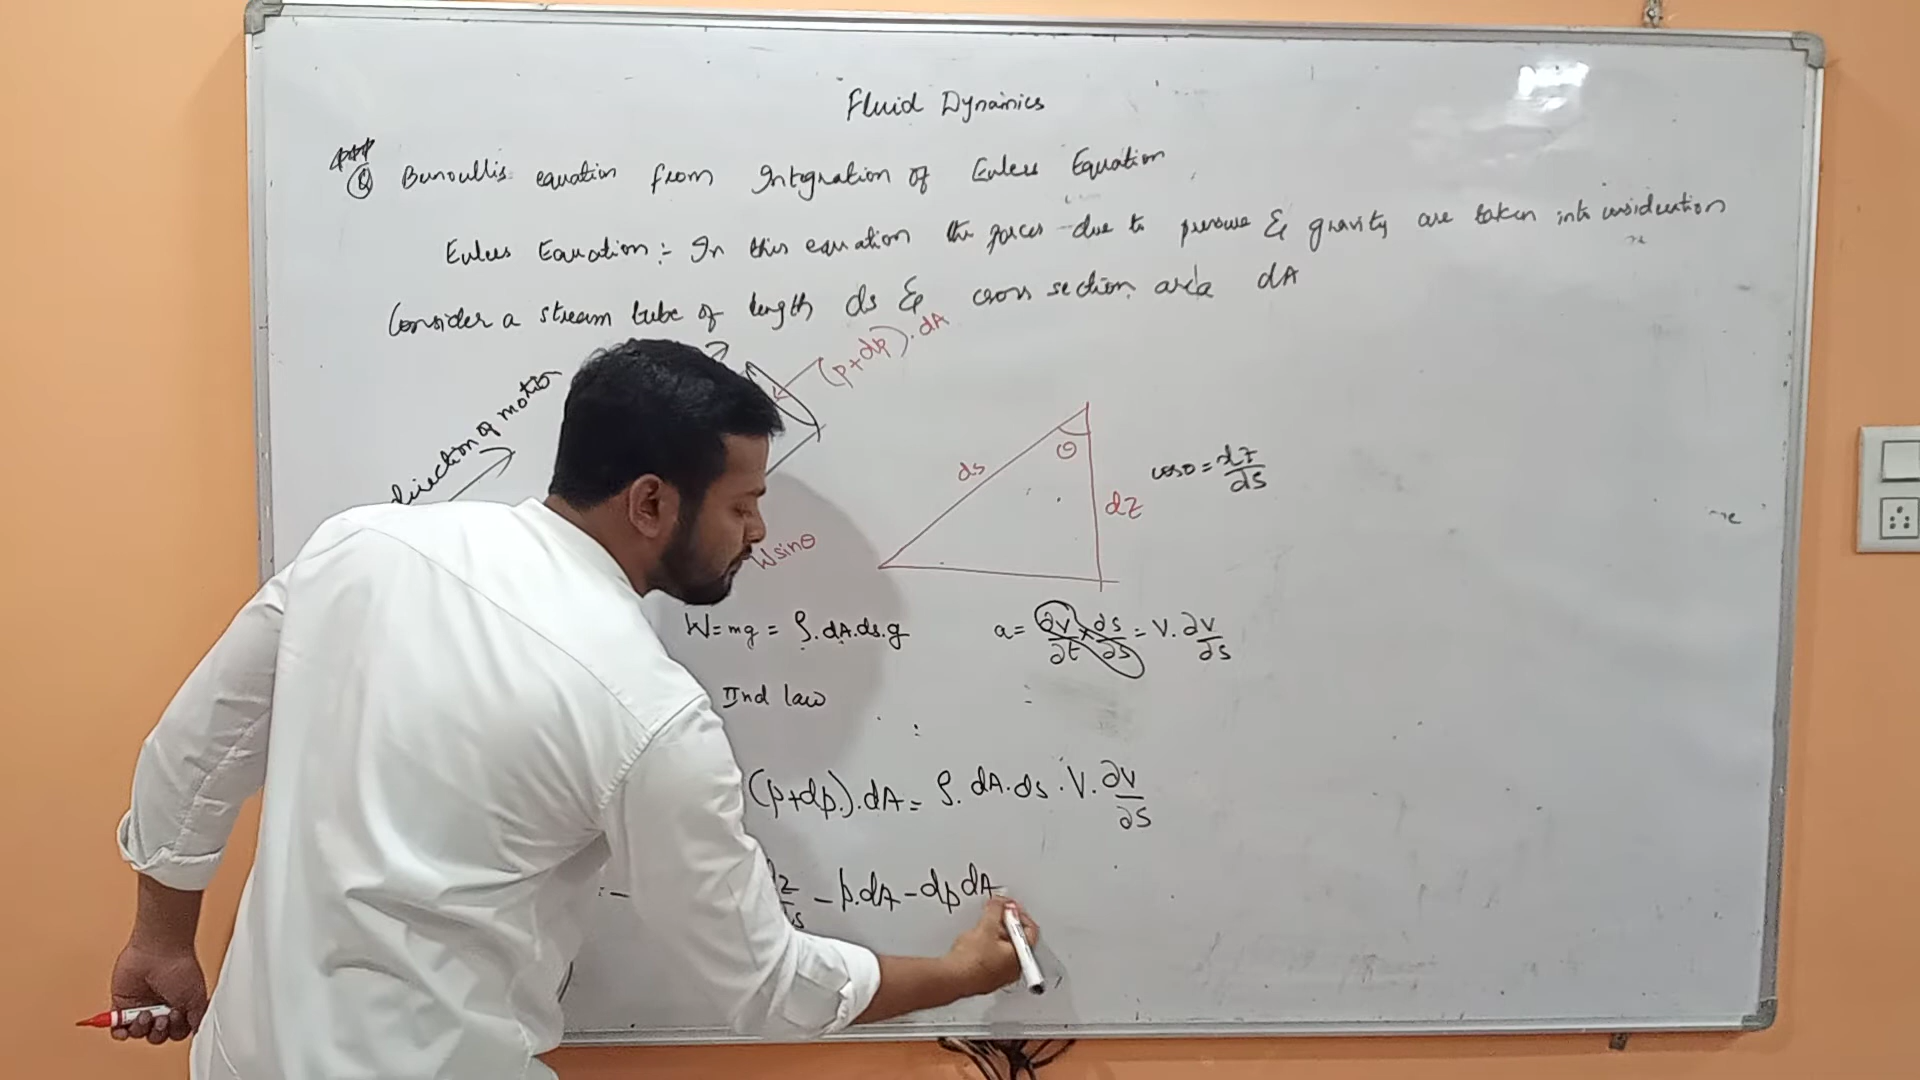 Fluid Dynamics
Q Bernoullis equation from Integration of Eulers Equation
Eulers Equation :- In this equation the forces due to pressure & gravity are taken into consideration
Consider a stream tube of length ds & cross section area dA
direction of motion
(p+dp).dA
ds
θ
dz
cosθ = dz/ds
Wsinθ
W=mg = ρ.dA.ds.g
a = ∂v/∂t × ∂s/∂s = V.∂v/∂s
IInd law
(p+dp).dA = ρ.dA.ds.V.∂v/∂s
- p.dA - dp dA